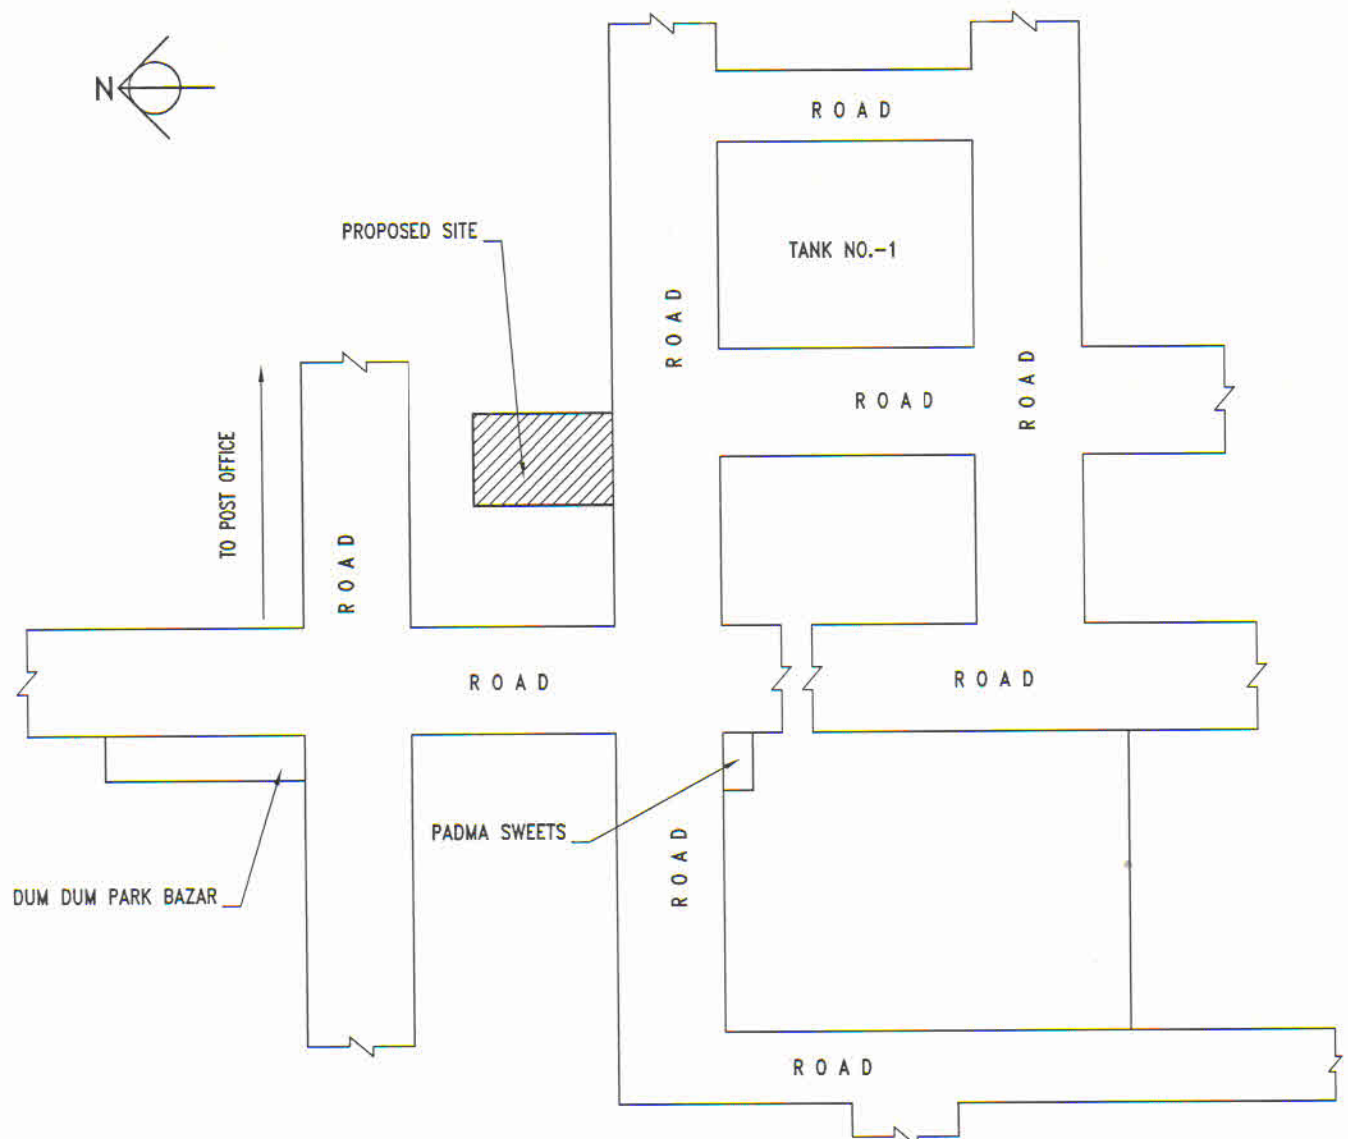 N
ROAD
PROPOSED SITE
TANK NO.-1
ROAD
ROAD
ROAD
TO POST OFFICE
ROAD
ROAD
ROAD
PADMA SWEETS
ROAD
DUM DUM PARK BAZAR
ROAD